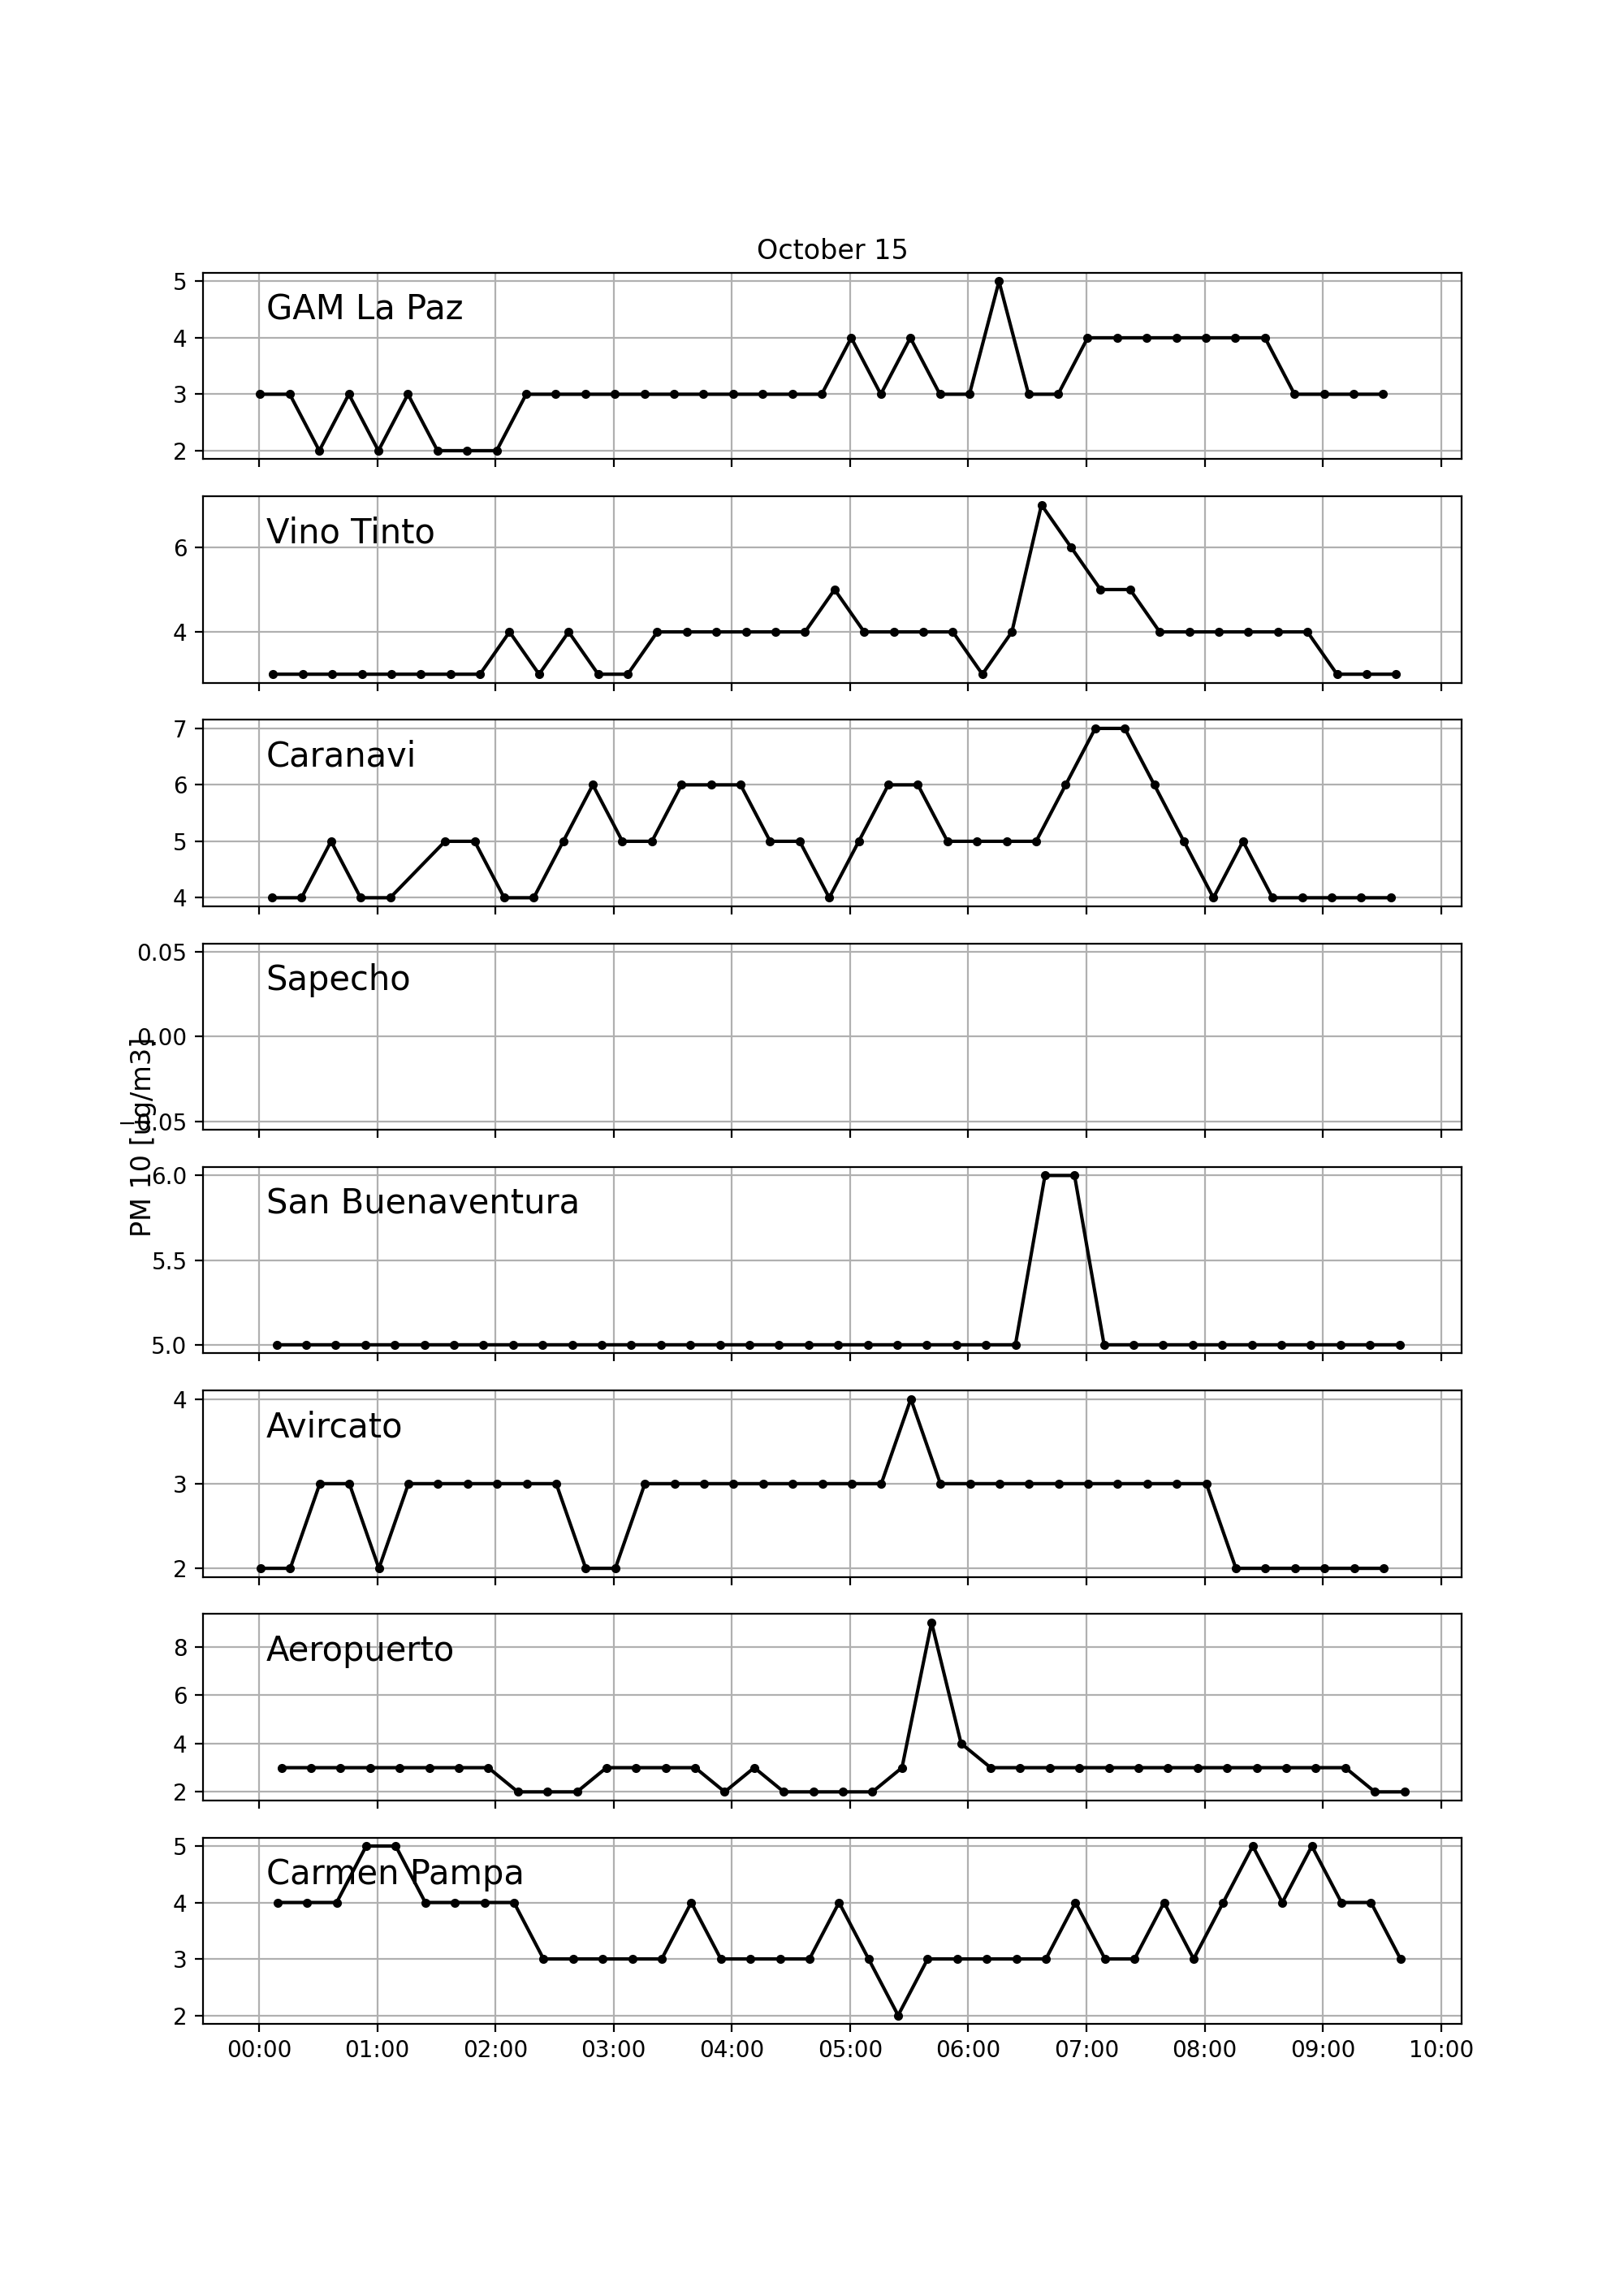 October 15
5
GAM La Paz
4
3
2
Vino Tinto
6
4
7
Caranavi
6
5
4
0.05
Sapecho
0.00
−0.05
PM 10 [ug/m3]
6.0
San Buenaventura
5.5
5.0
4
Avircato
3
2
8
Aeropuerto
6
4
2
5
Carmen Pampa
4
3
2
00:00 01:00 02:00 03:00 04:00 05:00 06:00 07:00 08:00 09:00 10:00